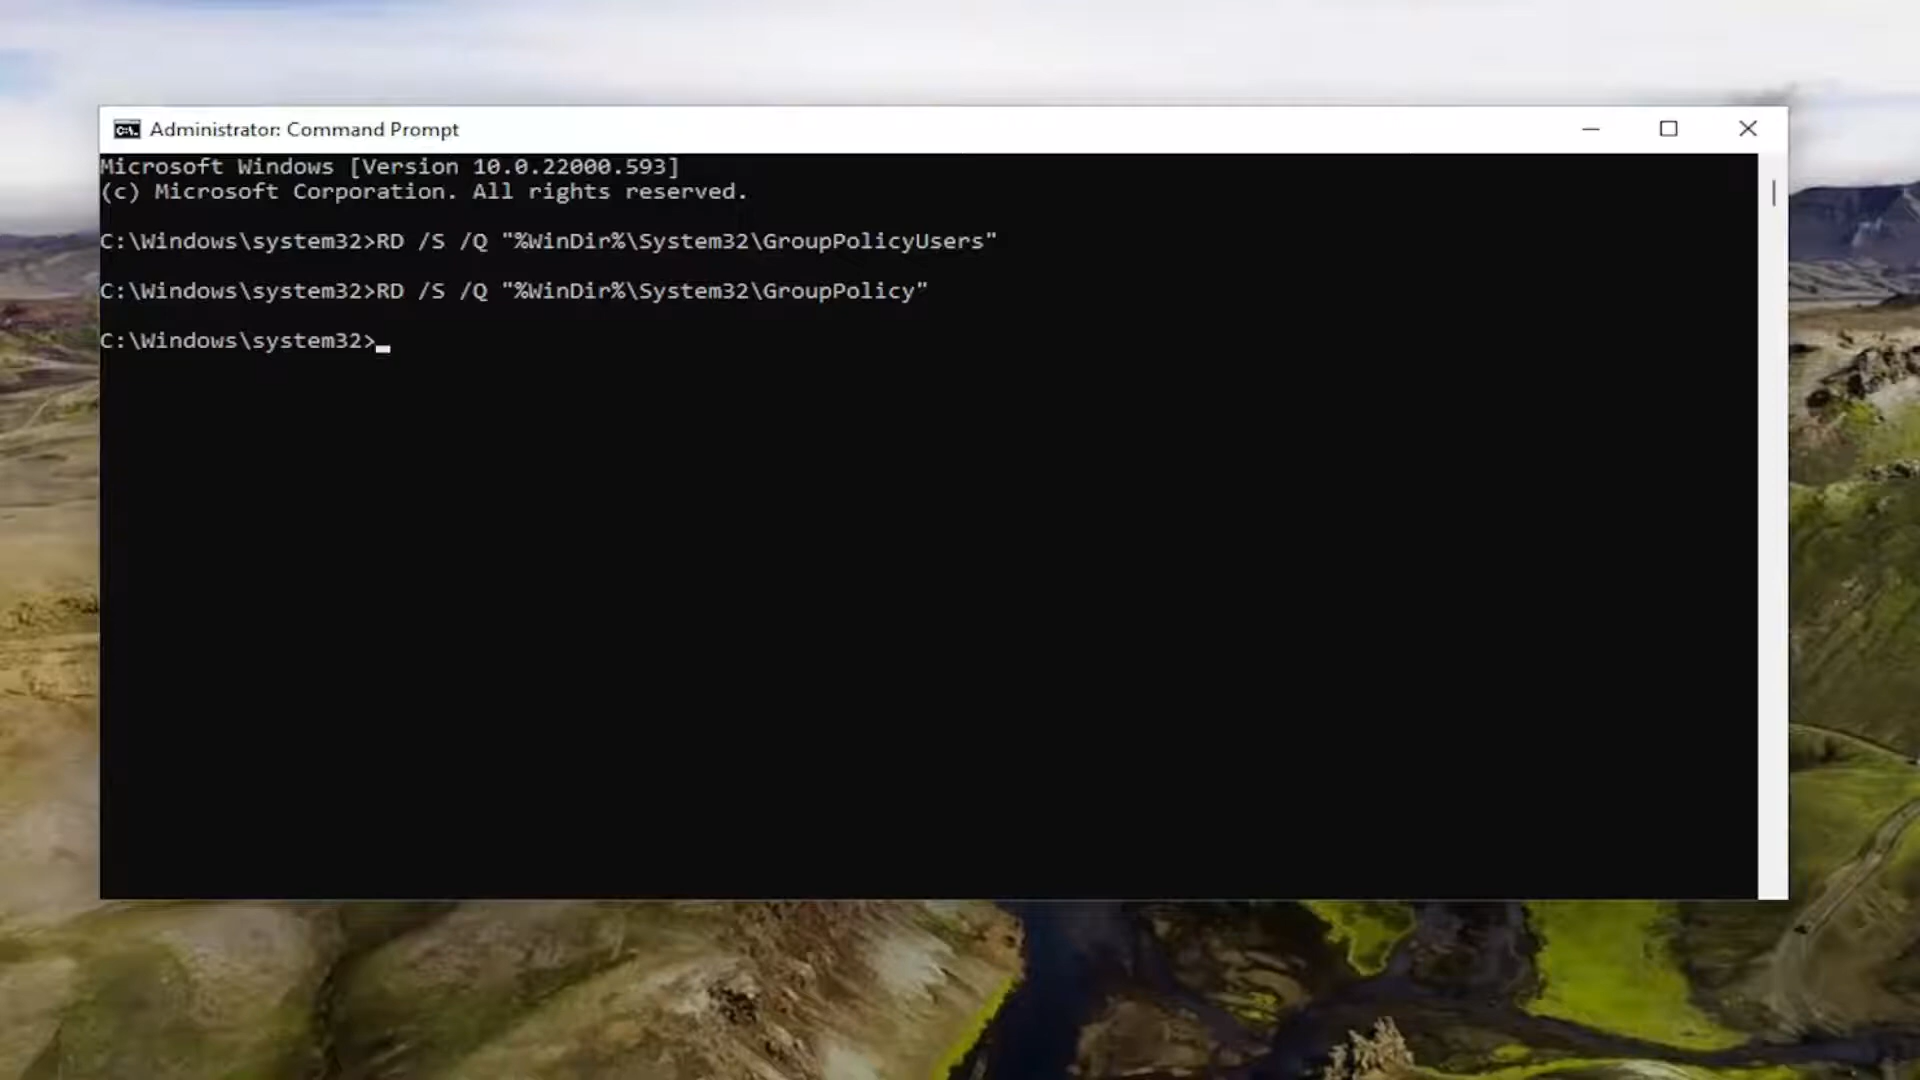 Administrator: Command Prompt
Microsoft Windows [Version 10.0.22000.593]
(c) Microsoft Corporation. All rights reserved.
C:\Windows\system32>RD /S /Q "%WinDir%\System32\GroupPolicyUsers"
C:\Windows\system32>RD /S /Q "%WinDir%\System32\GroupPolicy"
C:\Windows\system32>